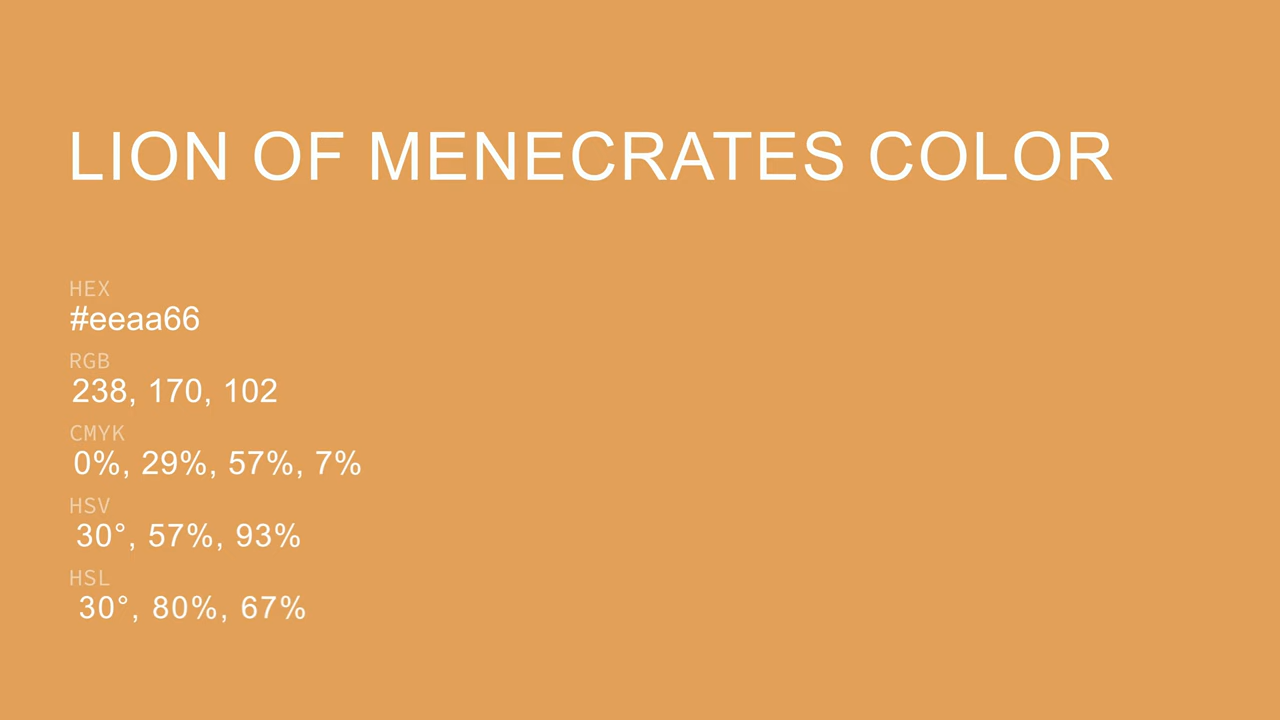 LION OF MENECRATES COLOR
HEX
#eeaa66
RGB
238, 170, 102
CMYK
0%, 29%, 57%, 7%
HSV
30°, 57%, 93%
HSL
30°, 80%, 67%